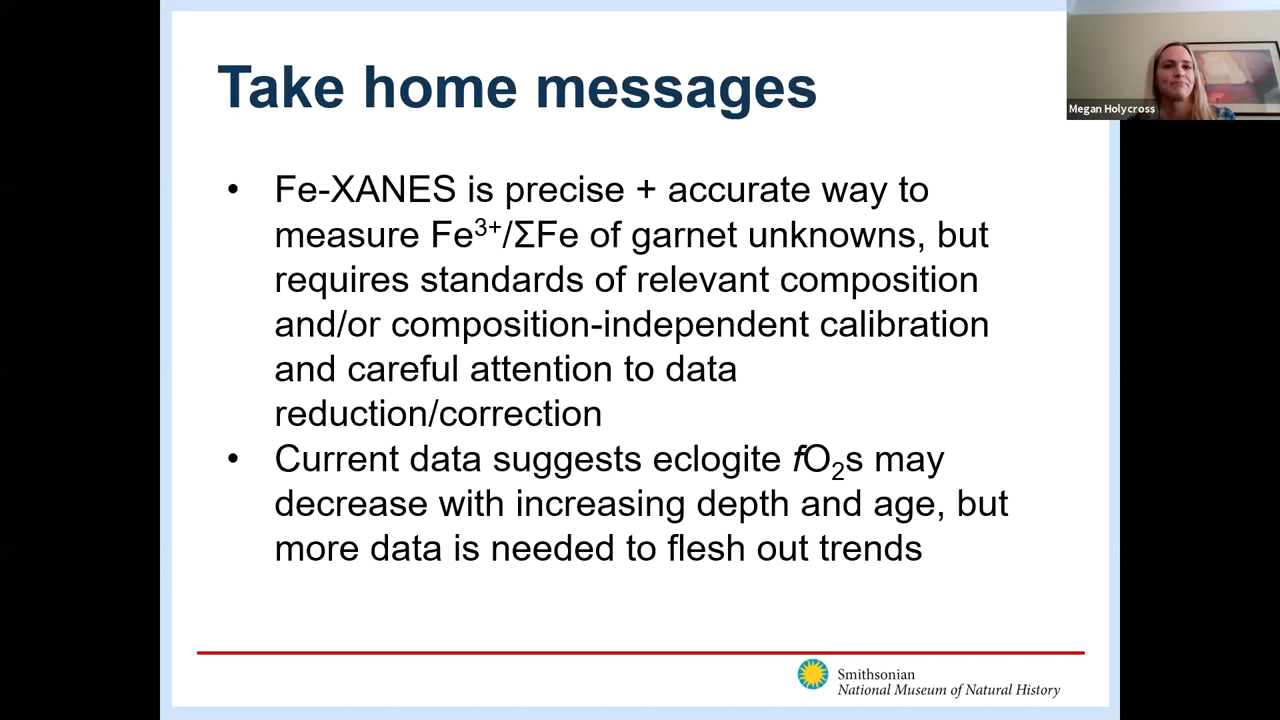 Take home messages
Megan Holycross
• Fe-XANES is precise + accurate way to
measure Fe³⁺/ΣFe of garnet unknowns, but
requires standards of relevant composition
and/or composition-independent calibration
and careful attention to data
reduction/correction
• Current data suggests eclogite fO₂s may
decrease with increasing depth and age, but
more data is needed to flesh out trends
Smithsonian
National Museum of Natural History